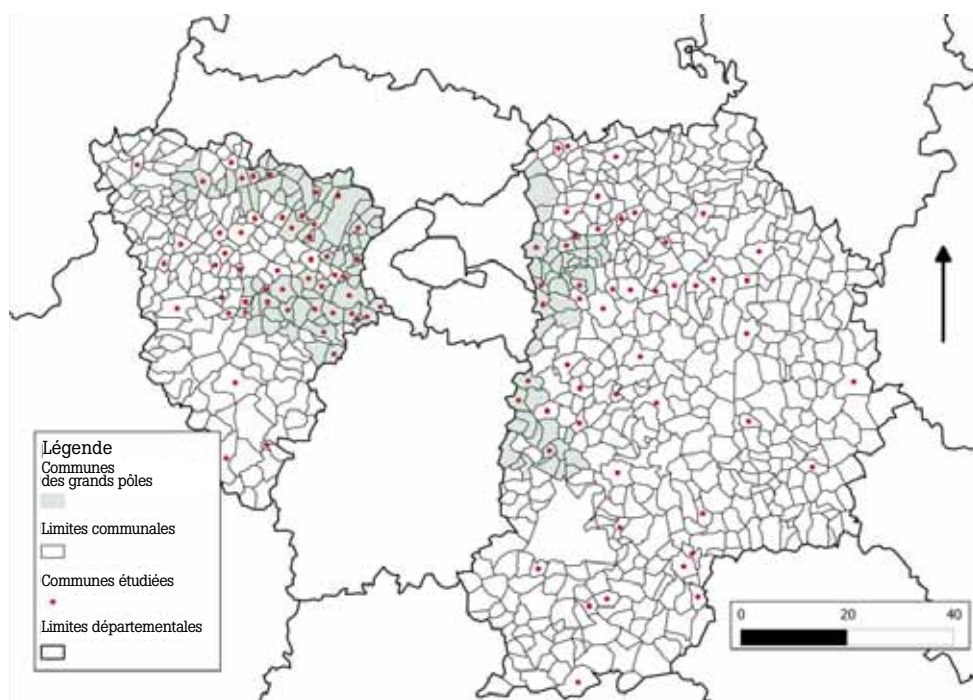 Légende
Communes
des grands pôles
Limites communales
Communes étudiées
Limites départementales
0 20 40